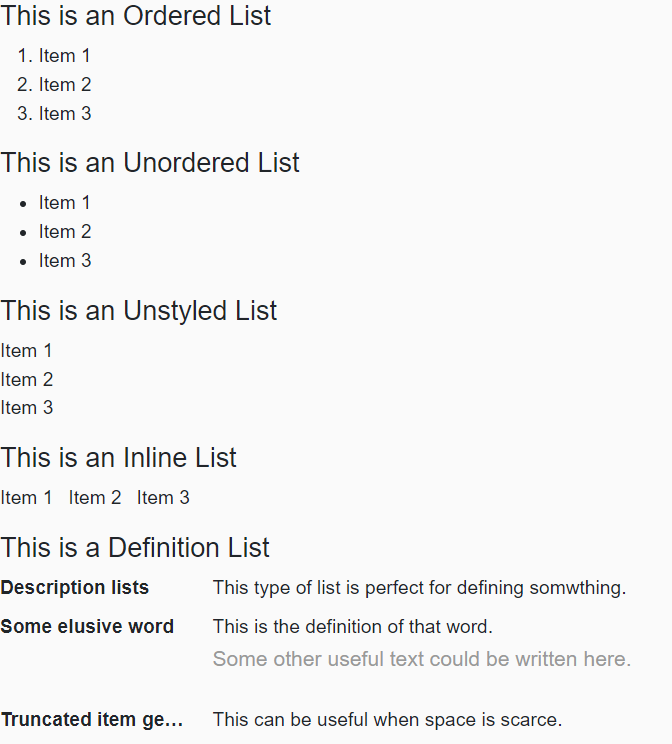 This is an Ordered List
1. Item 1
2. Item 2
3. Item 3
This is an Unordered List
• Item 1
• Item 2
• Item 3
This is an Unstyled List
Item 1
Item 2
Item 3
This is an Inline List
Item 1 Item 2 Item 3
This is a Definition List
Description lists This type of list is perfect for defining somwthing.
Some elusive word This is the definition of that word.
Some other useful text could be written here.
Truncated item ge... This can be useful when space is scarce.